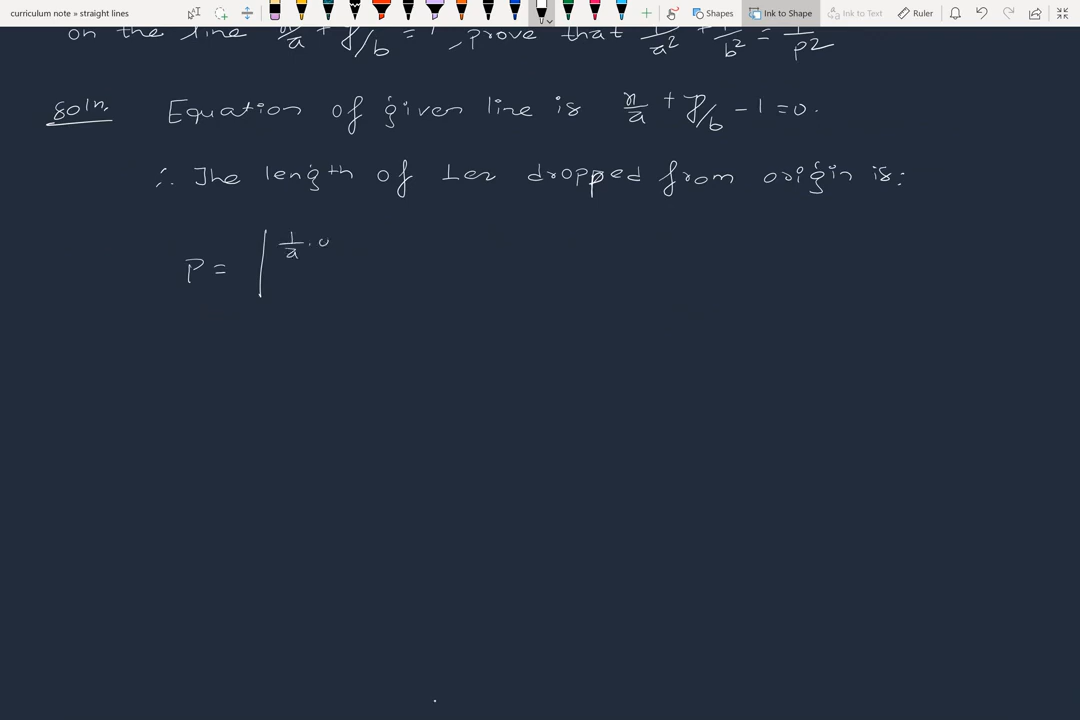 curriculum note » straight lines Shapes Ink to Shape Ink to Text Ruler
on the line x/a + y/b = 1, prove that 1/a² + 1/b² = 1/p²
Soln. Equation of given line is x/a + y/b - 1 = 0.
∴ The length of ⊥er dropped from origin is:
P = | 1/a · 0